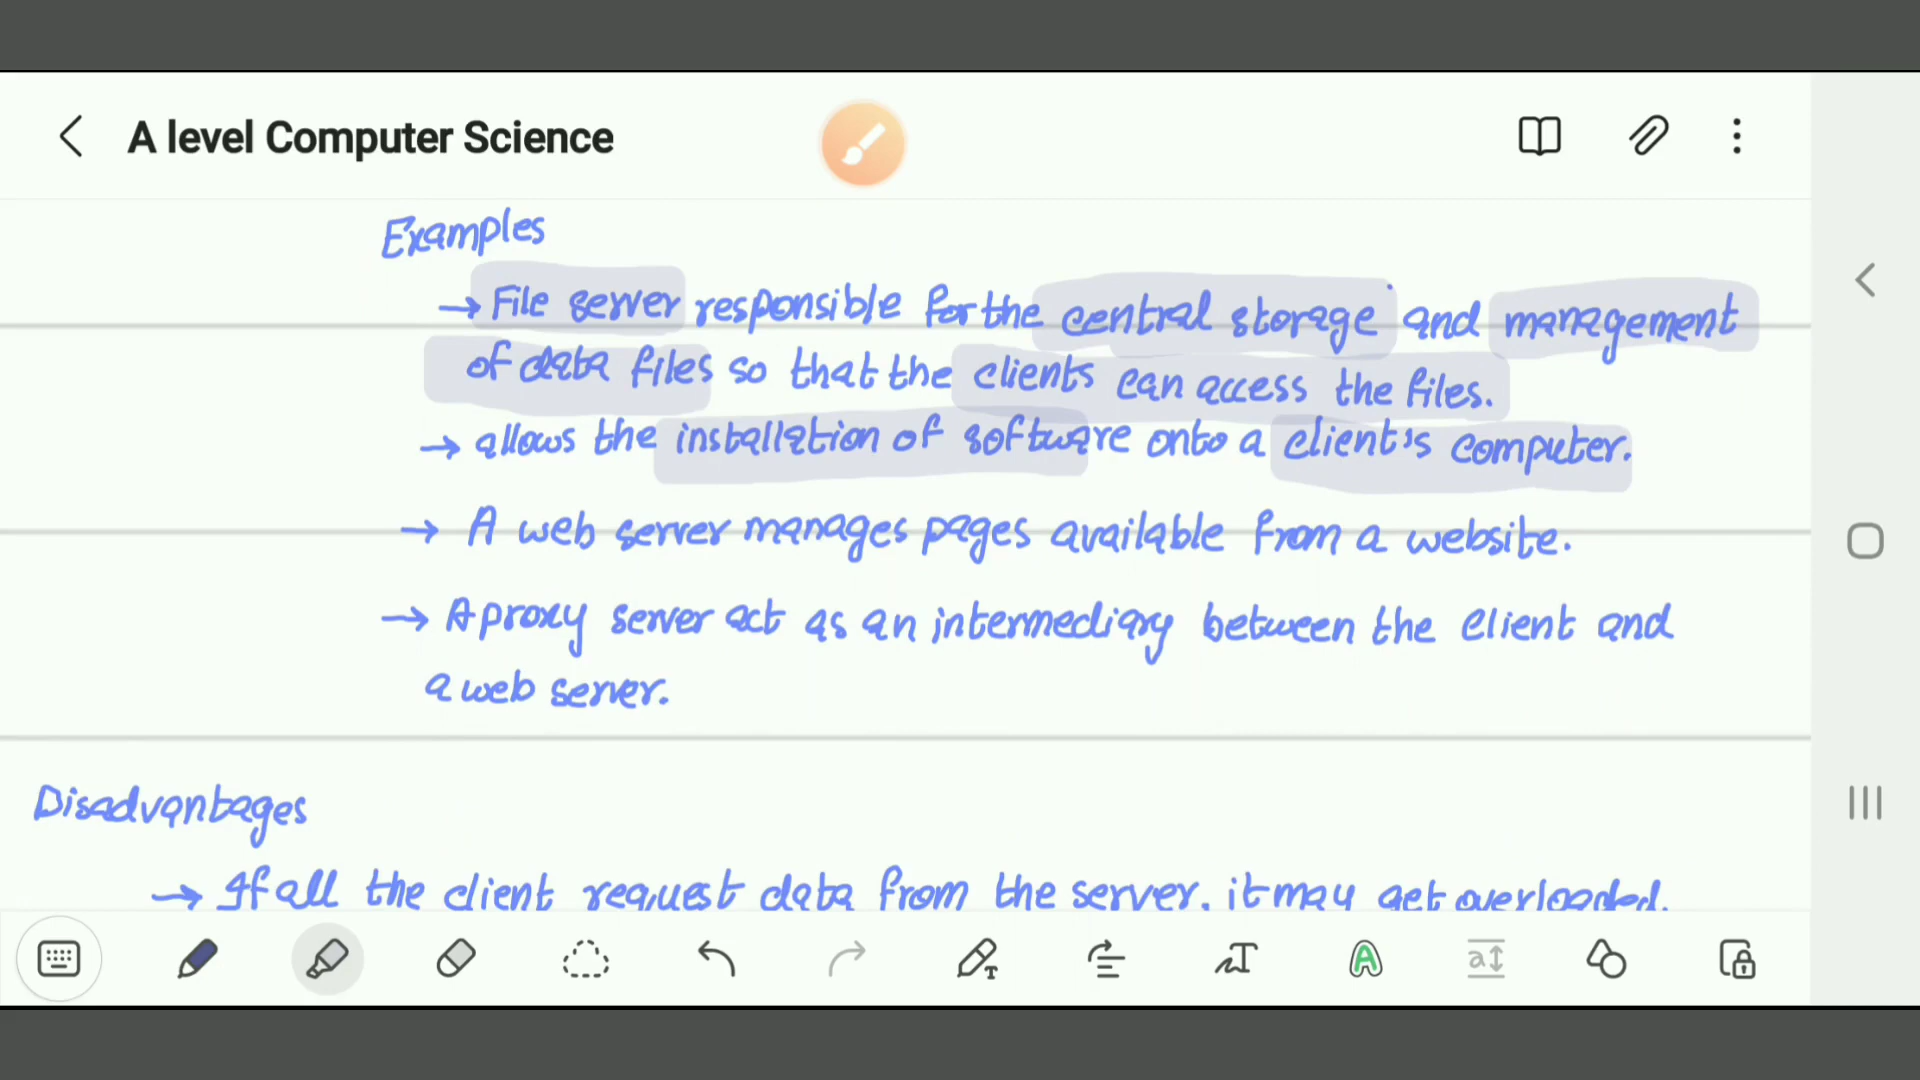 A level Computer Science
Examples
→ File server responsible for the central storage and management
of data files so that the clients can access the files.
→ allows the installation of software onto a client's computer.
→ A web server manages pages available from a website.
→ A proxy server act as an intermediary between the client and
a web server.
Disadvantages
→ If all the client request data from the server, it may get overloaded.